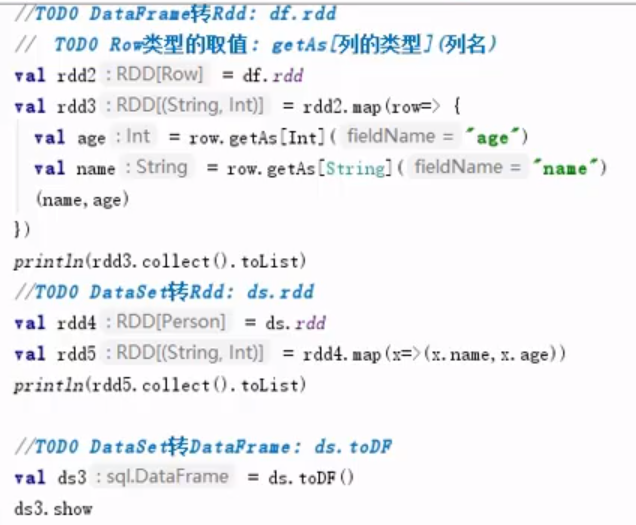 //TODO DataFrame转Rdd: df.rdd
// TODO Row类型的取值: getAs[列的类型](列名)
val rdd2 : RDD[Row] = df.rdd
val rdd3 : RDD[(String, Int)] = rdd2.map(row=> {
val age : Int = row.getAs[Int]( fieldName = "age")
val name : String = row.getAs[String]( fieldName = "name")
(name,age)
})
println(rdd3.collect().toList)
//TODO DataSet转Rdd: ds.rdd
val rdd4 : RDD[Person] = ds.rdd
val rdd5 : RDD[(String, Int)] = rdd4.map(x=>(x.name,x.age))
println(rdd5.collect().toList)
//TODO DataSet转DataFrame: ds.toDF
val ds3 : sql.DataFrame = ds.toDF()
ds3.show